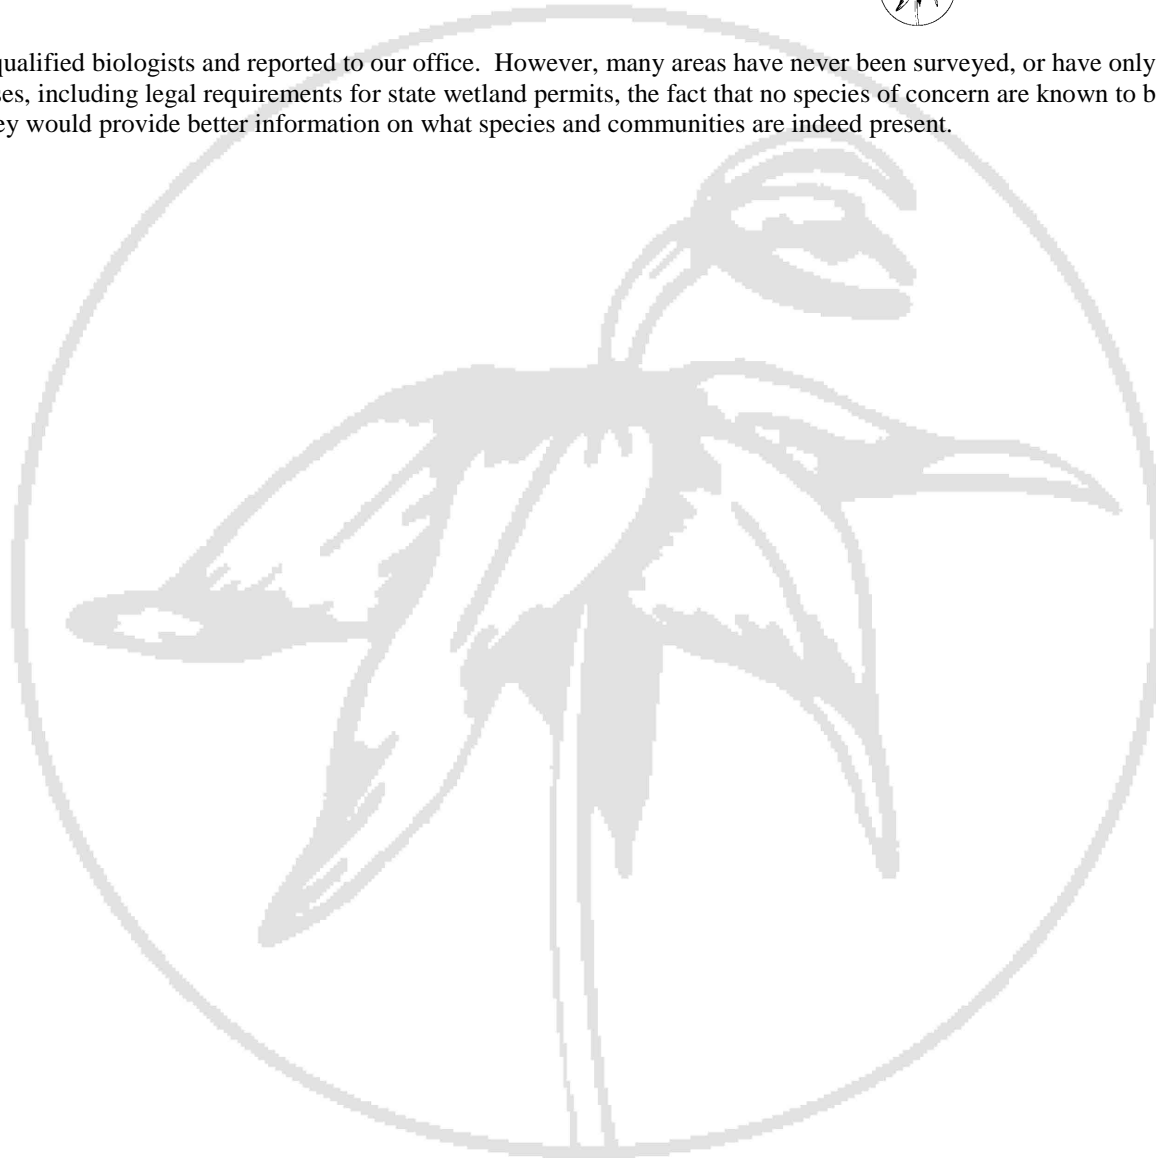 qualified biologists and reported to our office.  However, many areas have never been surveyed, or have only
ses, including legal requirements for state wetland permits, the fact that no species of concern are known to b
ey would provide better information on what species and communities are indeed present.